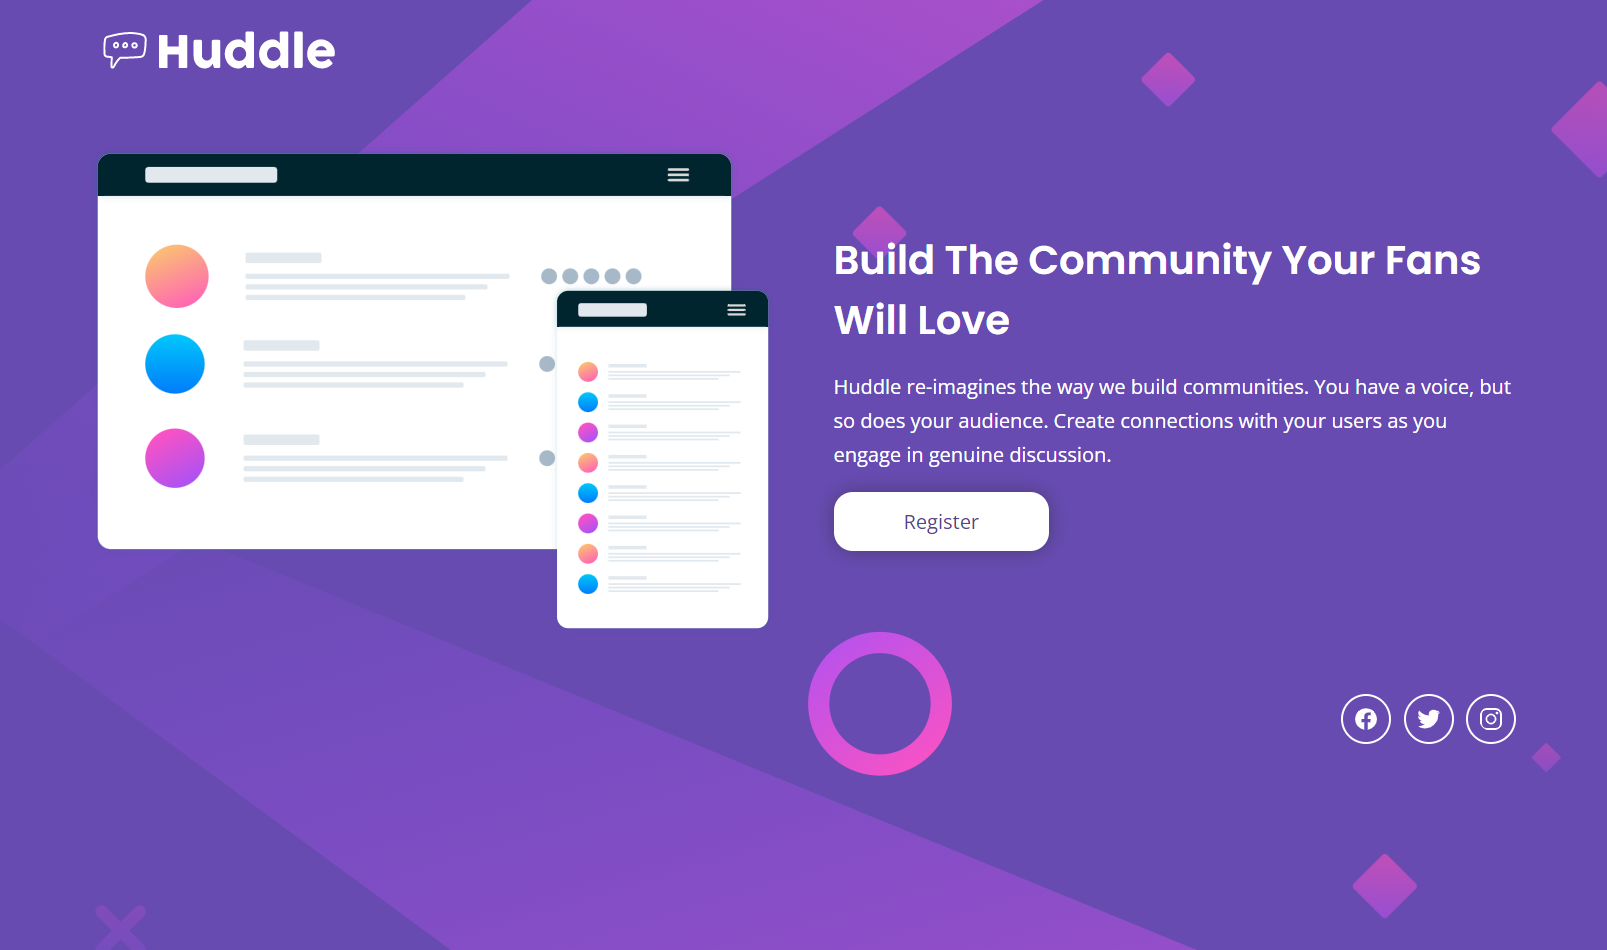 Huddle
Build The Community Your Fans
Will Love
Huddle re-imagines the way we build communities. You have a voice, but
so does your audience. Create connections with your users as you
engage in genuine discussion.
Register